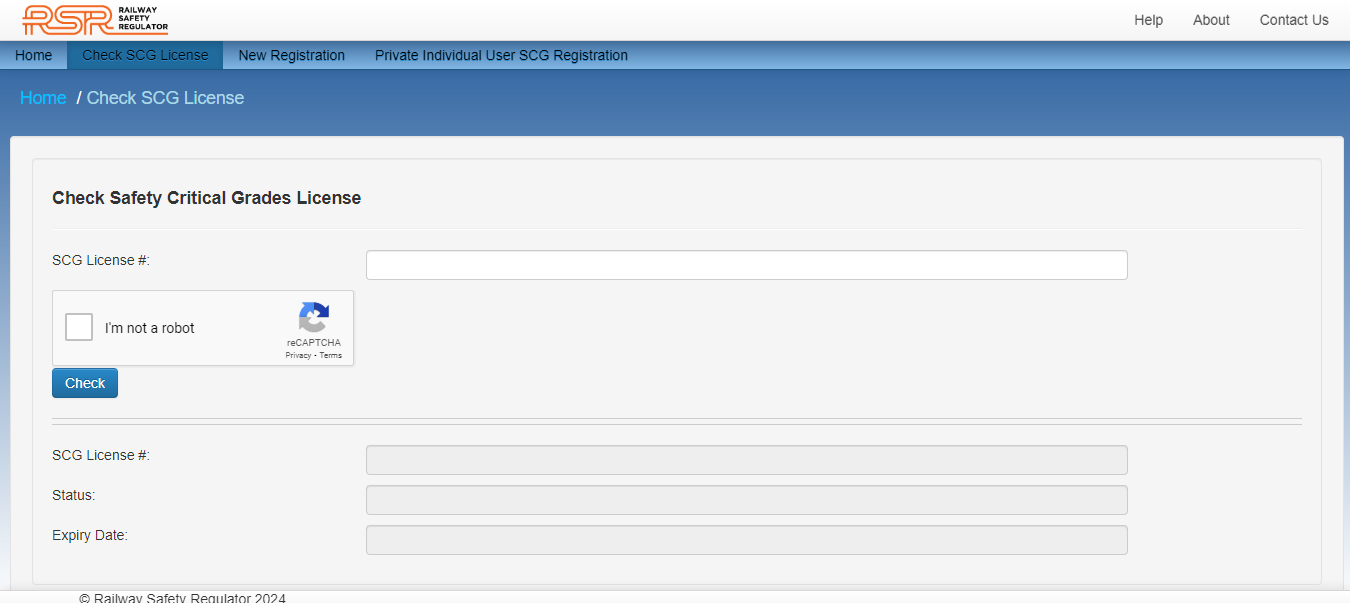 RSR RAILWAY SAFETY REGULATOR
Help About Contact Us
Home Check SCG License New Registration Private Individual User SCG Registration
Home / Check SCG License
Check Safety Critical Grades License
SCG License #:
I'm not a robot
reCAPTCHA
Privacy - Terms
Check
SCG License #:
Status:
Expiry Date:
© Railway Safety Regulator 2024